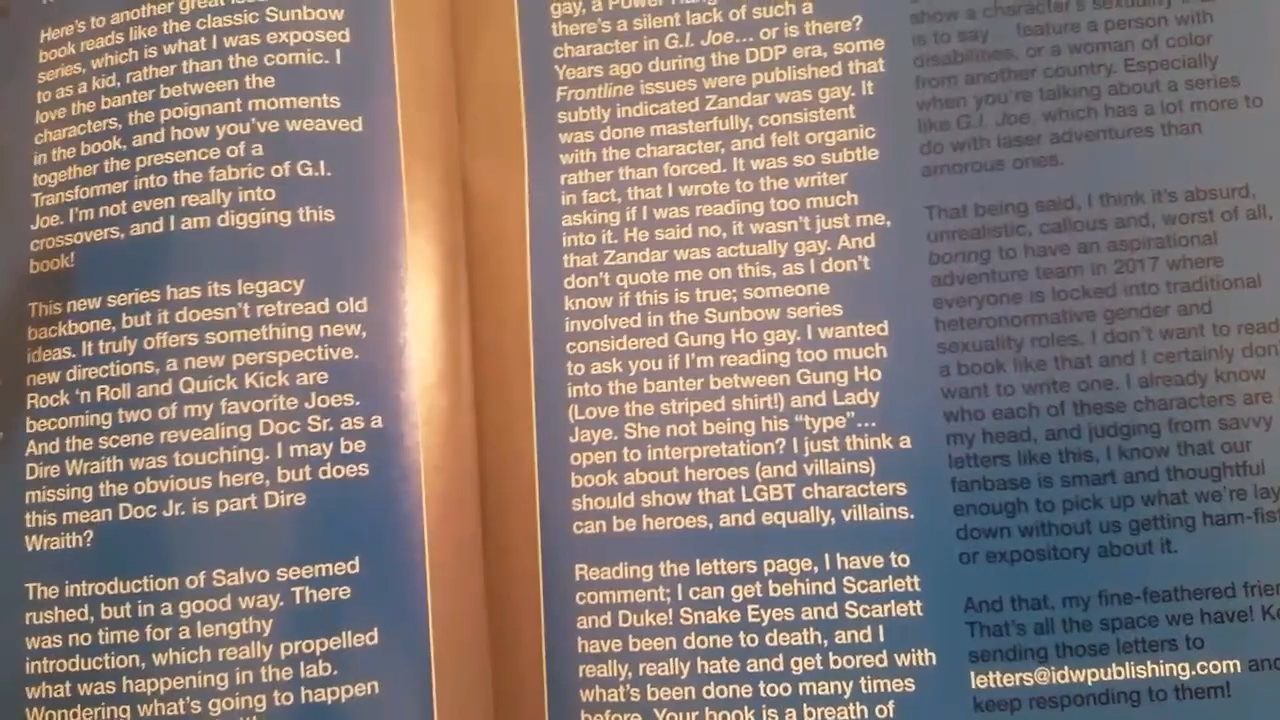 Here's to another great
book reads like the classic Sunbow
series, which is what I was exposed
to as a kid, rather than the comic. I
love the banter between the
characters, the poignant moments
in the book, and how you've weaved
together the presence of a
Transformer into the fabric of G.I.
Joe. I'm not even really into
crossovers, and I am digging this
book!
This new series has its legacy
backbone, but it doesn't retread old
ideas. It truly offers something new,
new directions, a new perspective.
Rock 'n Roll and Quick Kick are
becoming two of my favorite Joes.
And the scene revealing Doc Sr. as a
Dire Wraith was touching. I may be
missing the obvious here, but does
this mean Doc Jr. is part Dire
Wraith?
The introduction of Salvo seemed
rushed, but in a good way. There
was no time for a lengthy
introduction, which really propelled
what was happening in the lab.
Wondering what's going to happen
gay, a Power
there's a silent lack of such a
character in G.I. Joe... or is there?
Years ago during the DDP era, some
Frontline issues were published that
subtly indicated Zandar was gay. It
was done masterfully, consistent
with the character, and felt organic
rather than forced. It was so subtle
in fact, that I wrote to the writer
asking if I was reading too much
into it. He said no, it wasn't just me,
that Zandar was actually gay. And
don't quote me on this, as I don't
know if this is true; someone
involved in the Sunbow series
considered Gung Ho gay. I wanted
to ask you if I'm reading too much
into the banter between Gung Ho
(Love the striped shirt!) and Lady
Jaye. She not being his "type"...
open to interpretation? I just think a
book about heroes (and villains)
should show that LGBT characters
can be heroes, and equally, villains.
Reading the letters page, I have to
comment; I can get behind Scarlett
and Duke! Snake Eyes and Scarlett
have been done to death, and I
really, really hate and get bored with
what's been done too many times
before. Your book is a breath of
show a character's sexuality
is to say feature a person with
disabilities, or a woman of color
from another country. Especially
when you're talking about a series
like G.I. Joe, which has a lot more to
do with laser adventures than
amorous ones.
That being said, I think it's absurd,
unrealistic, callous and, worst of all,
boring to have an aspirational
adventure team in 2017 where
everyone is locked into traditional
heteronormative gender and
sexuality roles. I don't want to read
a book like that and I certainly don
want to write one. I already know
who each of these characters are
my head, and judging from savvy
letters like this, I know that our
fanbase is smart and thoughtful
enough to pick up what we're lay
down without us getting ham-fist
or expository about it.
And that, my fine-feathered frien
That's all the space we have! Ke
sending those letters to
letters@idwpublishing.com and
keep responding to them!